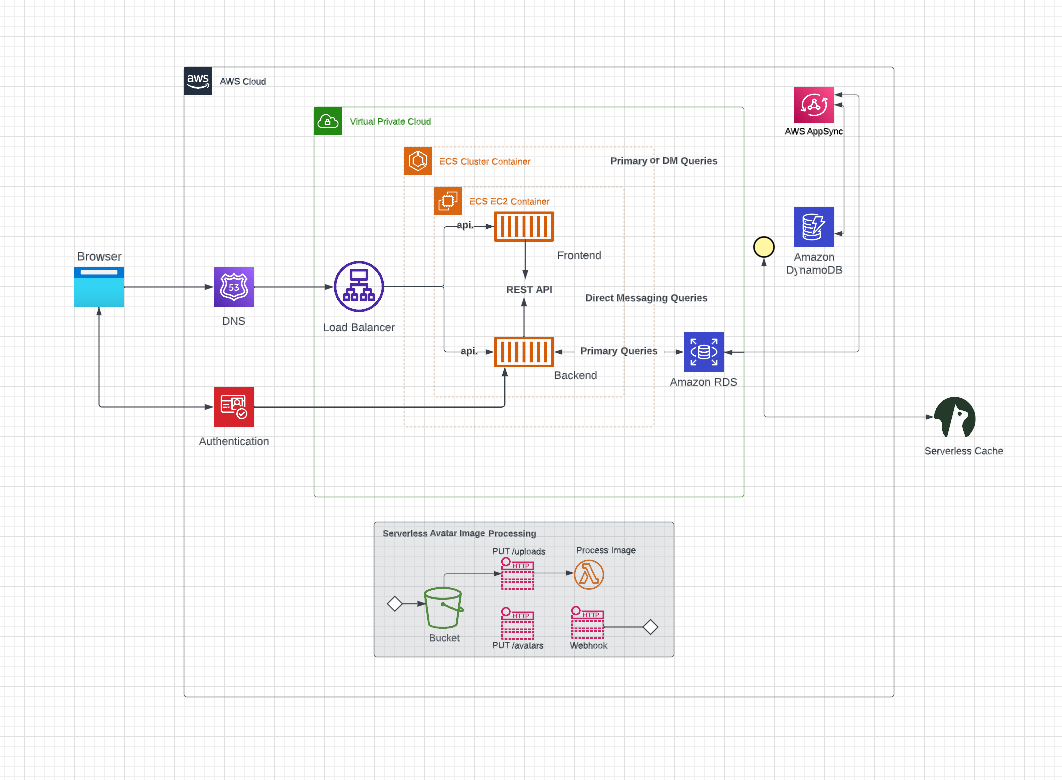 aws
AWS Cloud
Virtual Private Cloud
AWS AppSync
ECS Cluster Container
Primary or DM Queries
ECS EC2 Container
api.
Frontend
Browser
Amazon
DynamoDB
53
REST API
Direct Messaging Queries
DNS
Load Balancer
api.
Primary Queries
Backend
Amazon RDS
Authentication
Serverless Cache
Serverless Avatar Image Processing
PUT /uploads
Process Image
HTTP
Bucket
HTTP
HTTP
PUT /avatars
Webhook